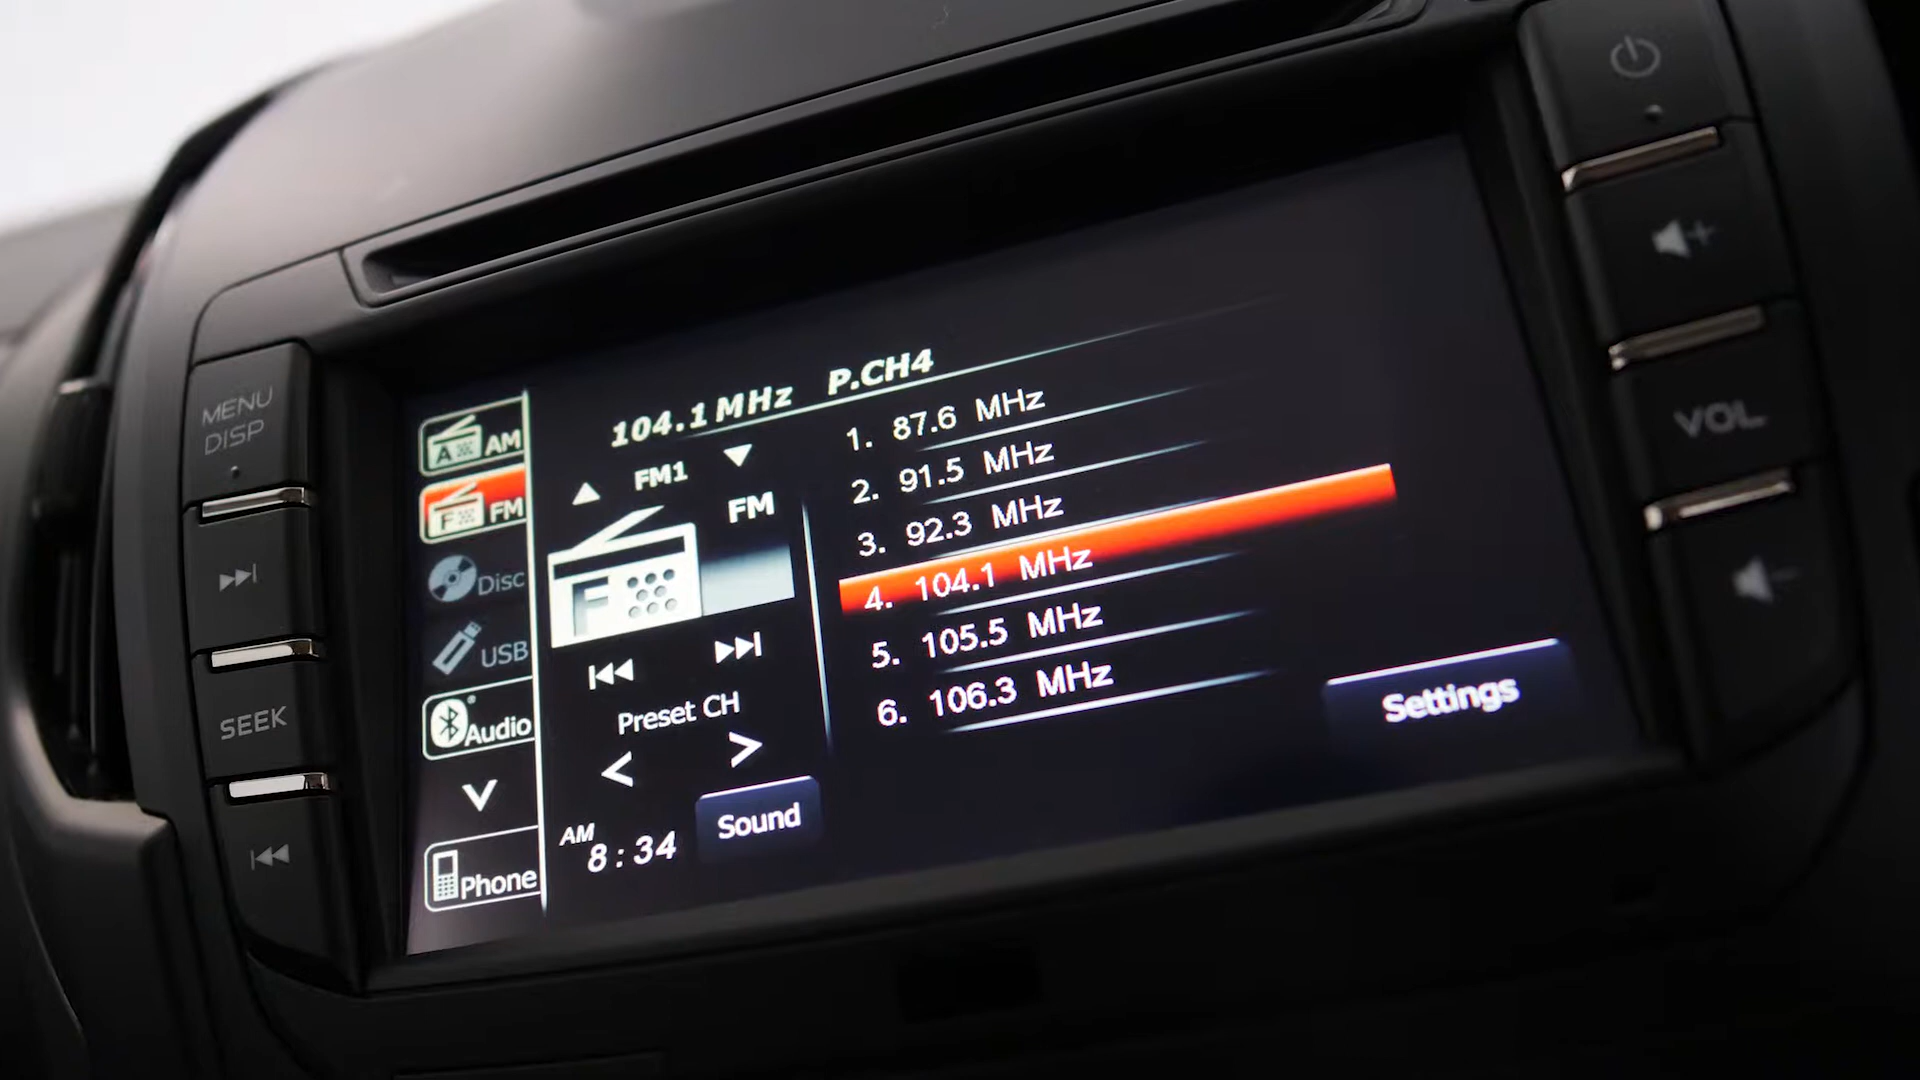 MENU
DISP
SEEK
A AM
F FM
Disc
USB
Audio
Phone
104.1 MHz P.CH4
FM1
FM
F
Preset CH
AM
8:34
Sound
1. 87.6 MHz
2. 91.5 MHz
3. 92.3 MHz
4. 104.1 MHz
5. 105.5 MHz
6. 106.3 MHz
Settings
VOL